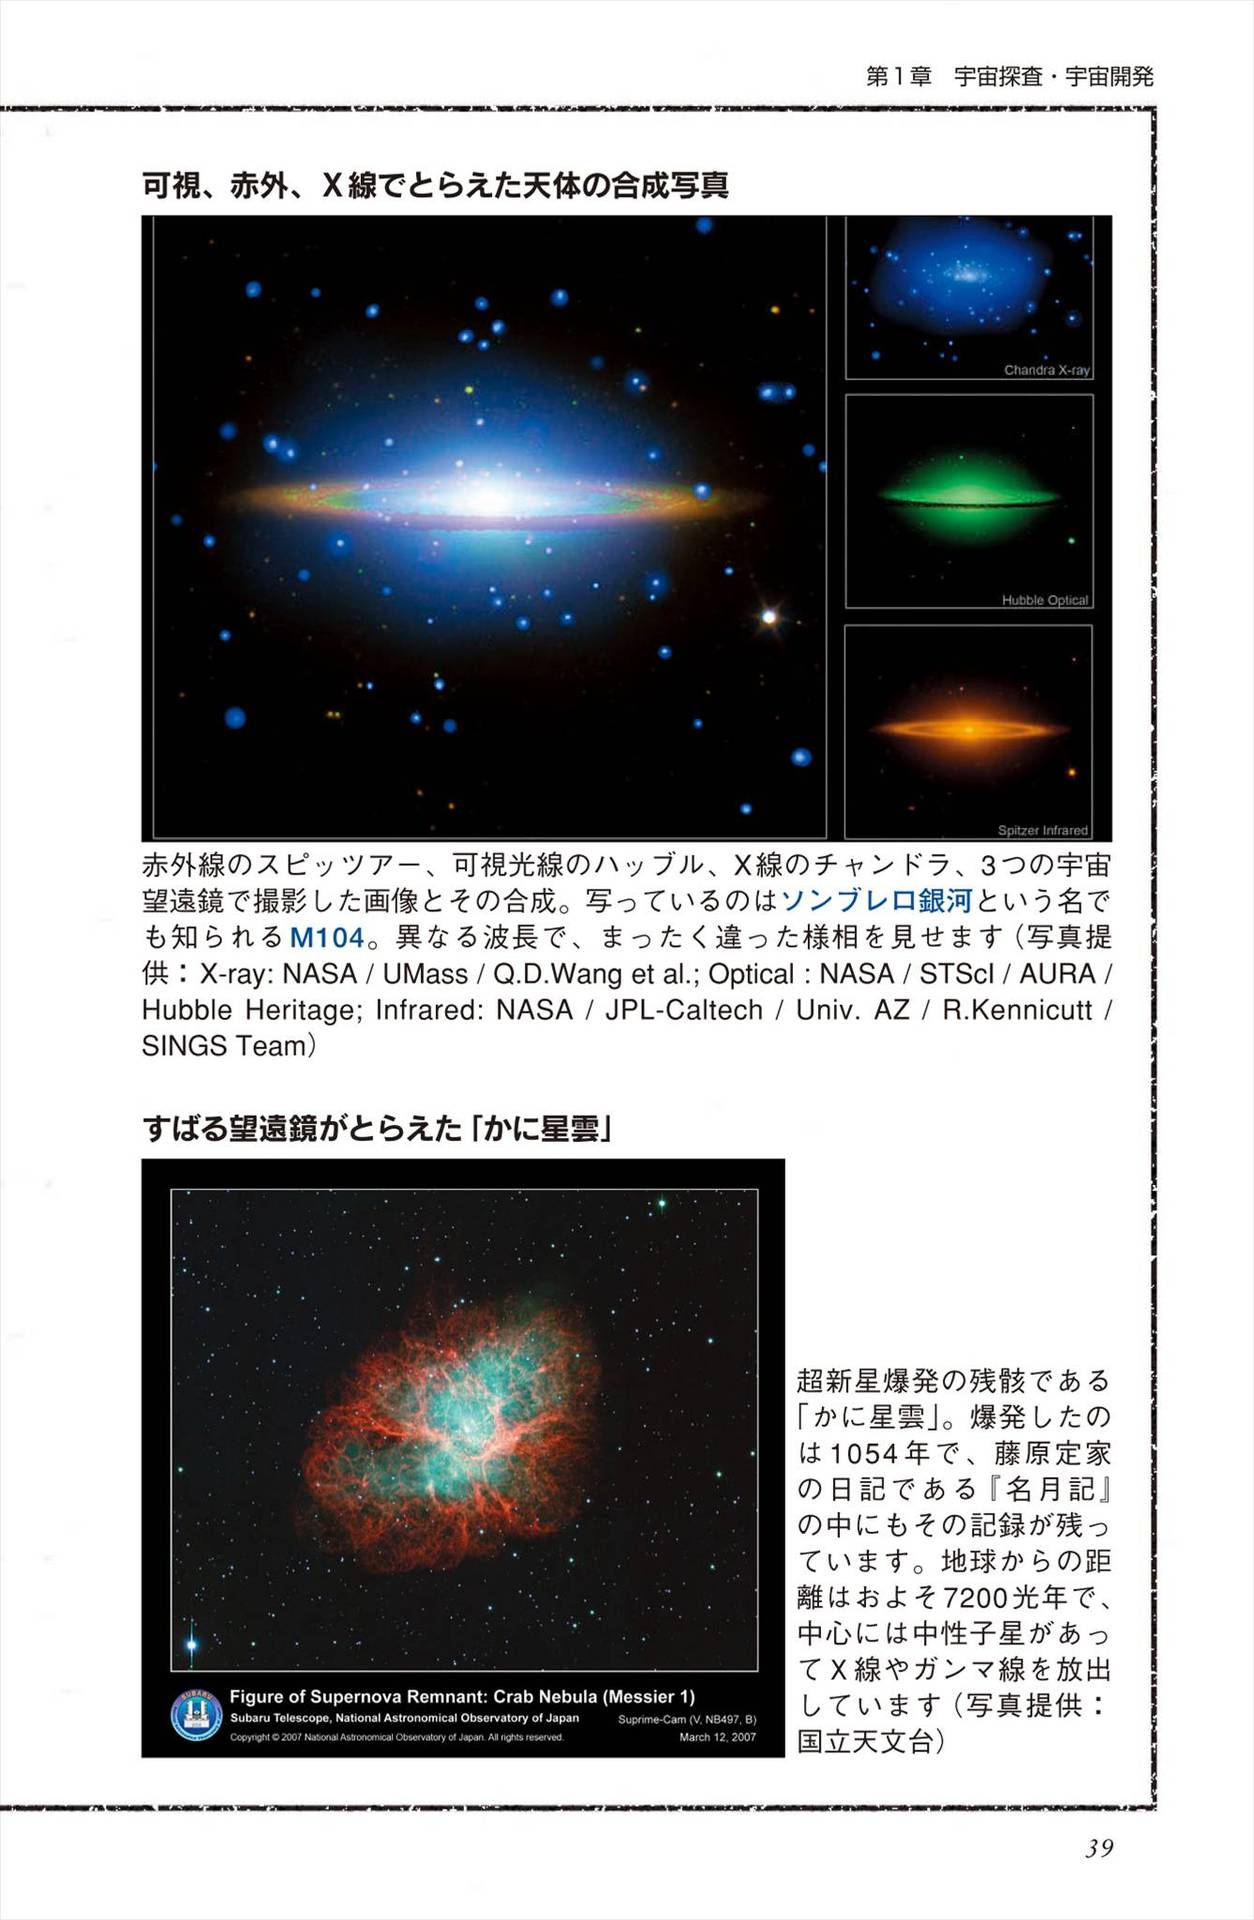 第1章　宇宙探査・宇宙開発
可視、赤外、X線でとらえた天体の合成写真
Chandra X-ray
Hubble Optical
Spitzer Infrared
赤外線のスピッツアー、可視光線のハッブル、X線のチャンドラ、3つの宇宙
望遠鏡で撮影した画像とその合成。写っているのはソンブレロ銀河という名で
も知られるM104。異なる波長で、まったく違った様相を見せます（写真提
供：X-ray: NASA / UMass / Q.D.Wang et al.; Optical : NASA / STScI / AURA /
Hubble Heritage; Infrared: NASA / JPL-Caltech / Univ. AZ / R.Kennicutt /
SINGS Team）
すばる望遠鏡がとらえた「かに星雲」
超新星爆発の残骸である
「かに星雲」。爆発したの
は1054年で、藤原定家
の日記である『名月記』
の中にもその記録が残っ
ています。地球からの距
離はおよそ7200光年で、
中心には中性子星があっ
てX線やガンマ線を放出
しています（写真提供：
国立天文台）
SUBARU
Figure of Supernova Remnant: Crab Nebula (Messier 1)
Subaru Telescope, National Astronomical Observatory of Japan
Suprime-Cam (V, NB497, B)
Copyright © 2007 National Astronomical Observatory of Japan. All rights reserved.
March 12, 2007
39